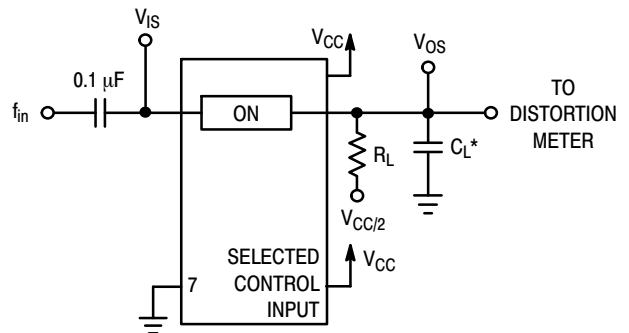 V_IS
V_CC
V_OS
0.1 μF
f_in
ON
TO
DISTORTION
METER
R_L
C_L*
V_CC/2
7
SELECTED
CONTROL
INPUT
V_CC